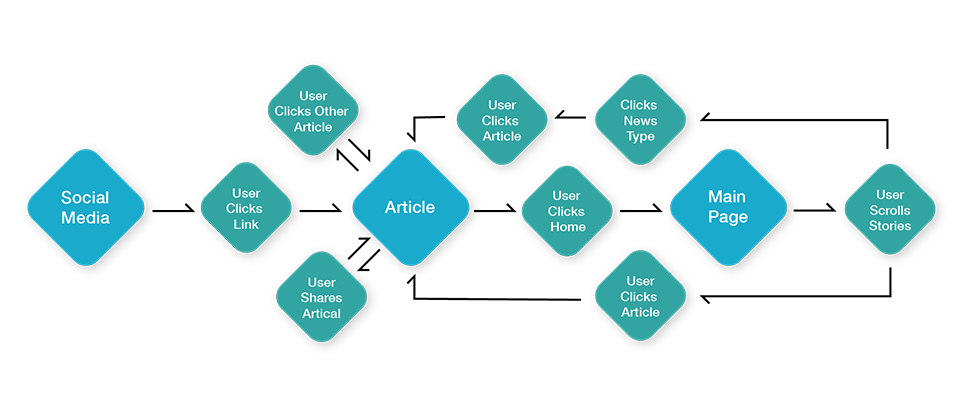 User
Clicks Other
Article
User
Clicks
Article
Clicks
News
Type
Social
Media
User
Clicks
Link
Article
User
Clicks
Home
Main
Page
User
Scrolls
Stories
User
Shares
Artical
User
Clicks
Article